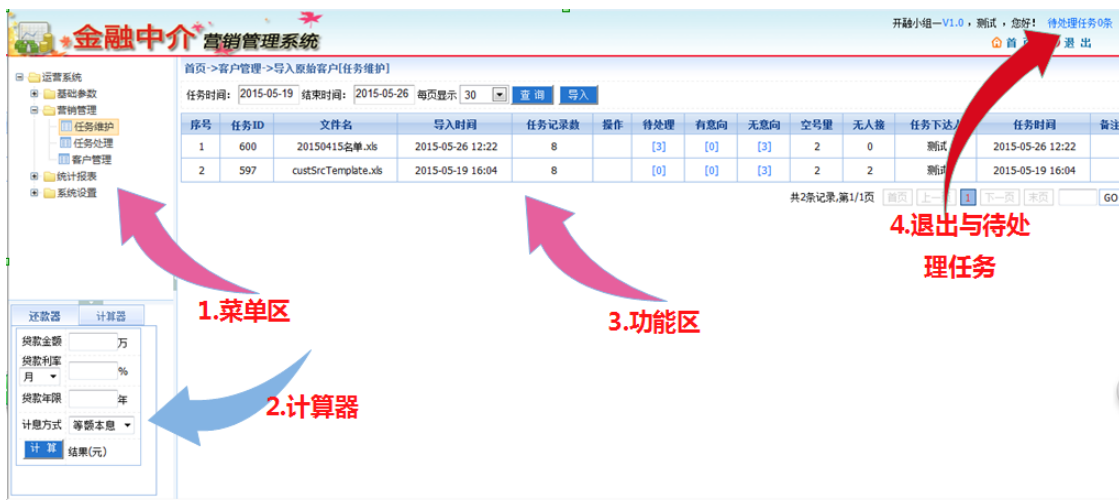 金融中介营销管理系统
开融小组—V1.0，测试，您好！ 待处理任务0条
首 退 出
运营系统
基础参数
营销管理
任务维护
任务处理
客户管理
统计报表
系统设置
首页->客户管理->导入原始客户[任务维护]
任务时间： 2015-05-19 结束时间： 2015-05-26 每页显示 30 查 询 导入
序号 任务ID 文件名 导入时间 任务记录数 操作 待处理 有意向 无意向 空号量 无人接 任务下达人 任务时间 备注
1 600 20150415名单.xls 2015-05-26 12:22 8 [3] [0] [3] 2 0 测试 2015-05-26 12:22
2 597 custSrcTemplate.xls 2015-05-19 16:04 8 [0] [0] [3] 2 2 测试 2015-05-19 16:04
共2条记录,第1/1页 首页 上一 1 下一页 末页 GO
1.菜单区
3.功能区
4.退出与待处
理任务
还款器 计算器
贷款金额 万
贷款利率
月 %
贷款年限 年
计息方式 等额本息
计 算 结果(元)
2.计算器